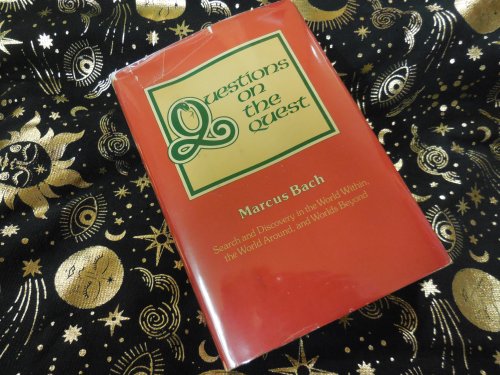 Questions
on
the
Quest
Marcus Bach
Search and Discovery in the World Within,
the World Around, and Worlds Beyond